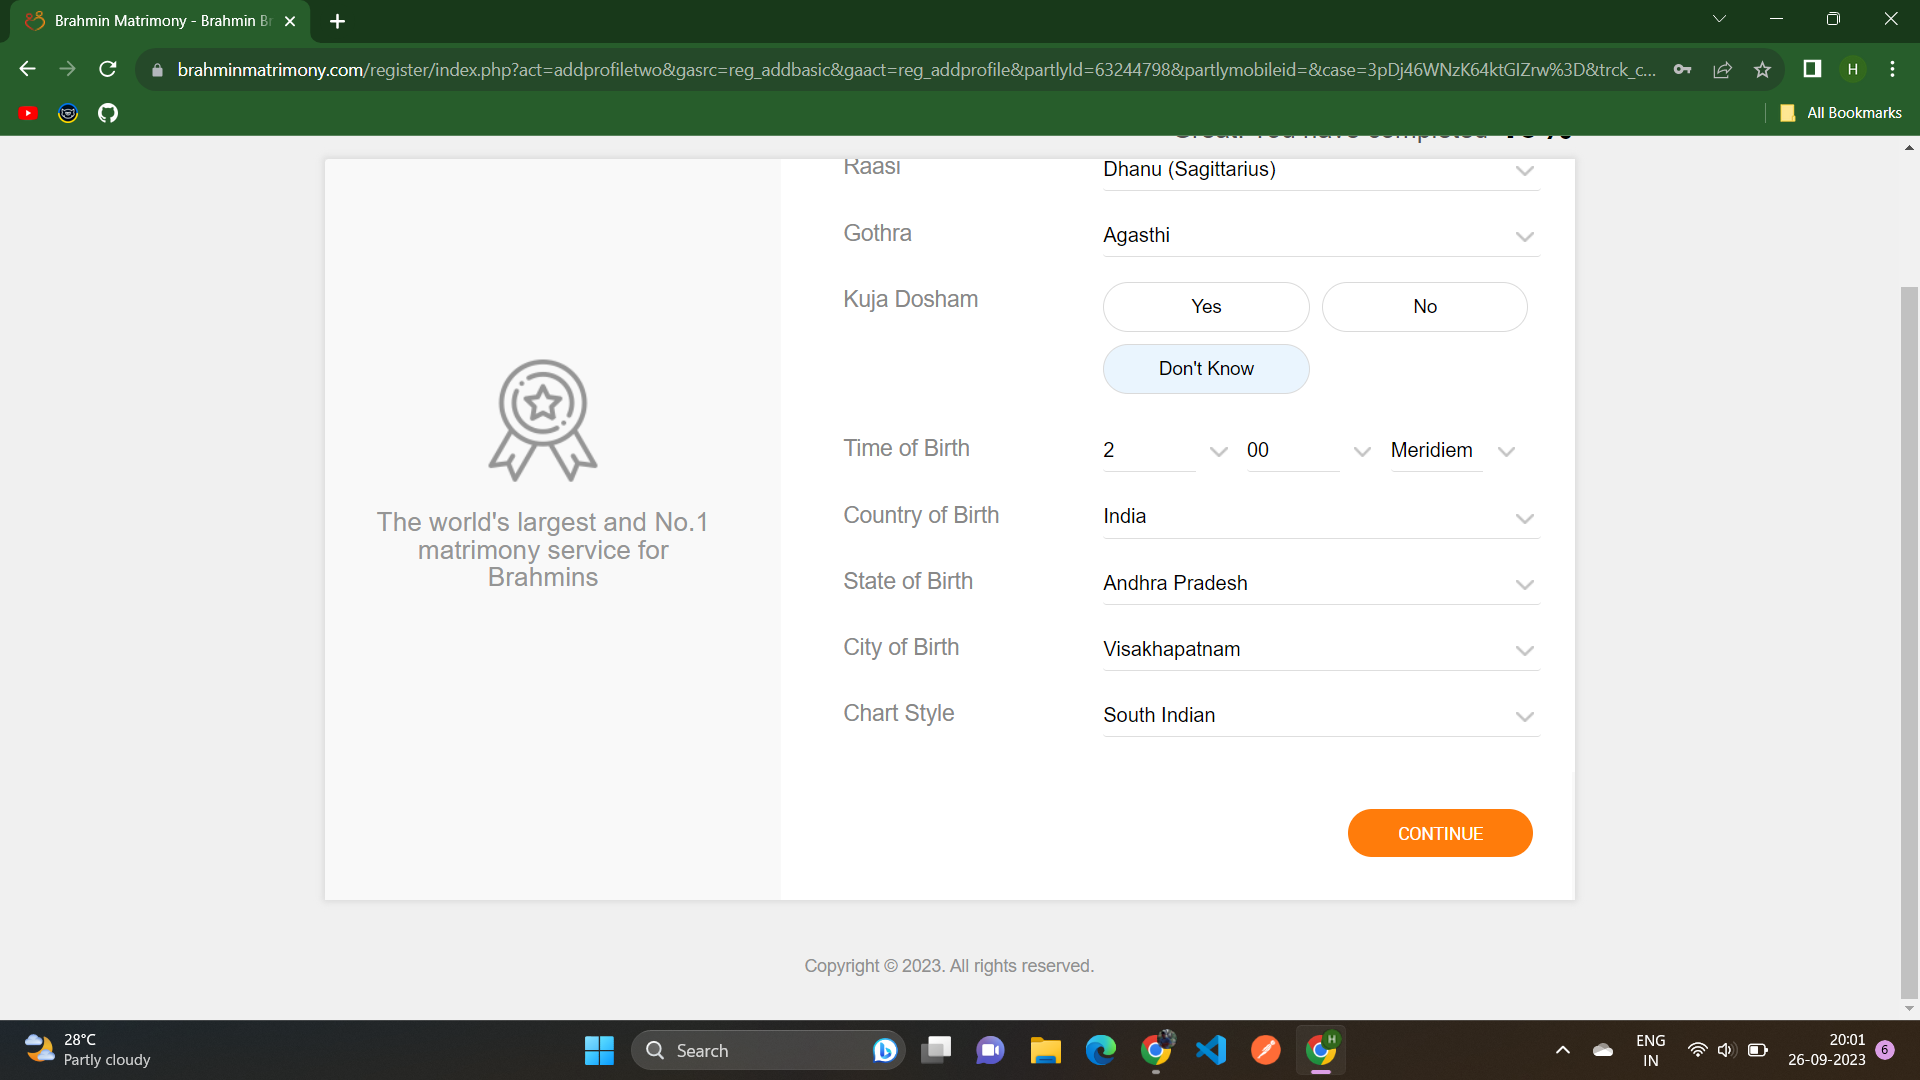 Brahmin Matrimony - Brahmin Br
brahminmatrimony.com/register/index.php?act=addprofiletwo&gasrc=reg_addbasic&gaact=reg_addprofile&partlyId=63244798&partlymobileid=&case=3pDj46WNzK64ktGIZrw%3D&trck_c...
H
All Bookmarks
Great! You have completed
Raasi
Dhanu (Sagittarius)
Gothra
Agasthi
Kuja Dosham
Yes
No
Don't Know
Time of Birth
2
00
Meridiem
Country of Birth
India
State of Birth
Andhra Pradesh
City of Birth
Visakhapatnam
Chart Style
South Indian
The world's largest and No.1
matrimony service for
Brahmins
CONTINUE
Copyright © 2023. All rights reserved.
28°C
Partly cloudy
Search
H
ENG
IN
20:01
26-09-2023
6